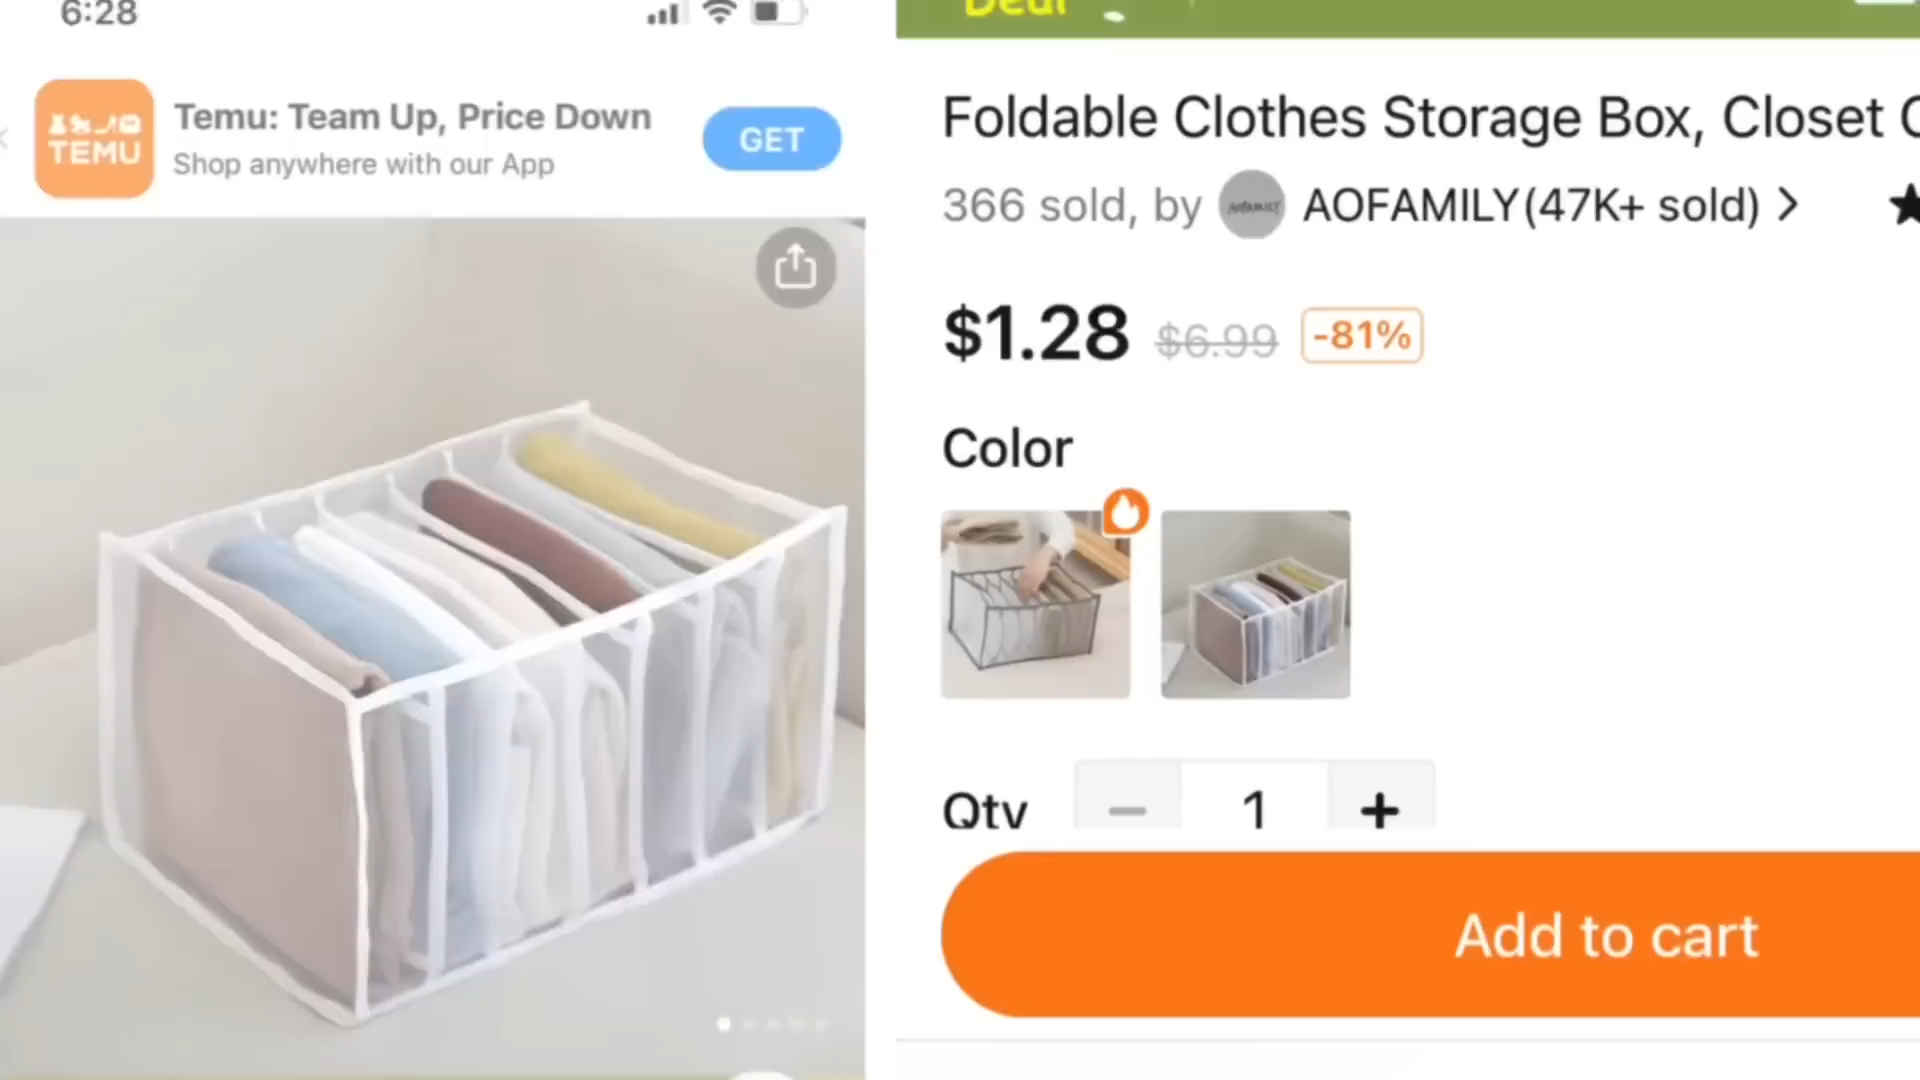 6:28
TEMU
Temu: Team Up, Price Down
Shop anywhere with our App
GET
Deal
Foldable Clothes Storage Box, Closet
366 sold, by AOFAMILY(47K+ sold)
$1.28 $6.99 -81%
Color
Qty 1
Add to cart